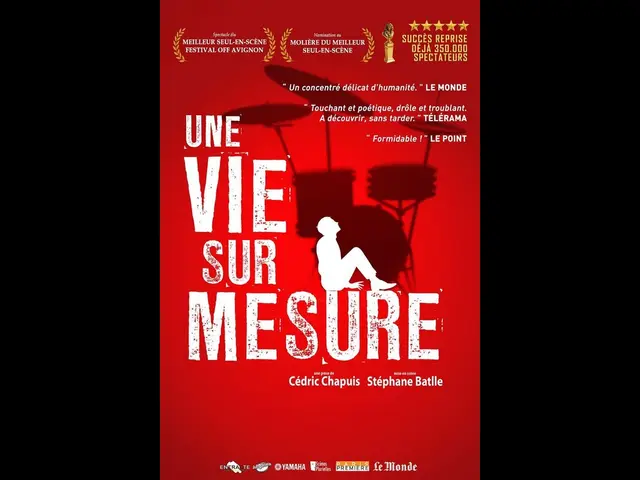 Spectacle du
MEILLEUR SEUL-EN-SCÈNE
FESTIVAL OFF AVIGNON
Nomination au
MOLIÈRE DU MEILLEUR
SEUL-EN-SCÈNE
SUCCÈS REPRISE
DÉJÀ 350.000
SPECTATEURS
" Un concentré délicat d'humanité. " LE MONDE
" Touchant et poétique, drôle et troublant.
A découvrir, sans tarder. " TÉLÉRAMA
" Formidable ! " LE POINT
UNE
VIE
SUR
MESURE
une pièce de
Cédric Chapuis
mise en scène
Stéphane Batlle
YAMAHA
Scènes
Plurielles
PREMIÈRE
Le Monde